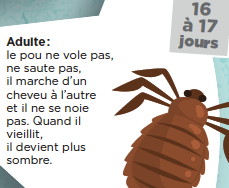 16
à 17
jours
Adulte :
le pou ne vole pas,
ne saute pas,
il marche d'un
cheveu à l'autre
et il ne se noie
pas. Quand il
vieillit,
il devient plus
sombre.